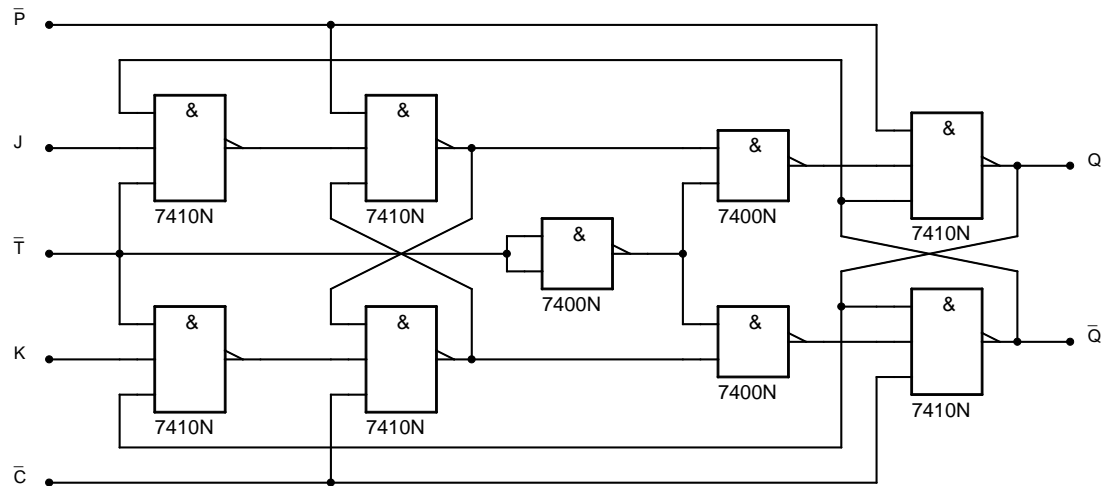 P̅
& & & &
J Q
7410N 7410N 7400N 7410N
T̅ &
7400N
& & & &
K Q̅
7400N
7410N 7410N 7410N
C̅